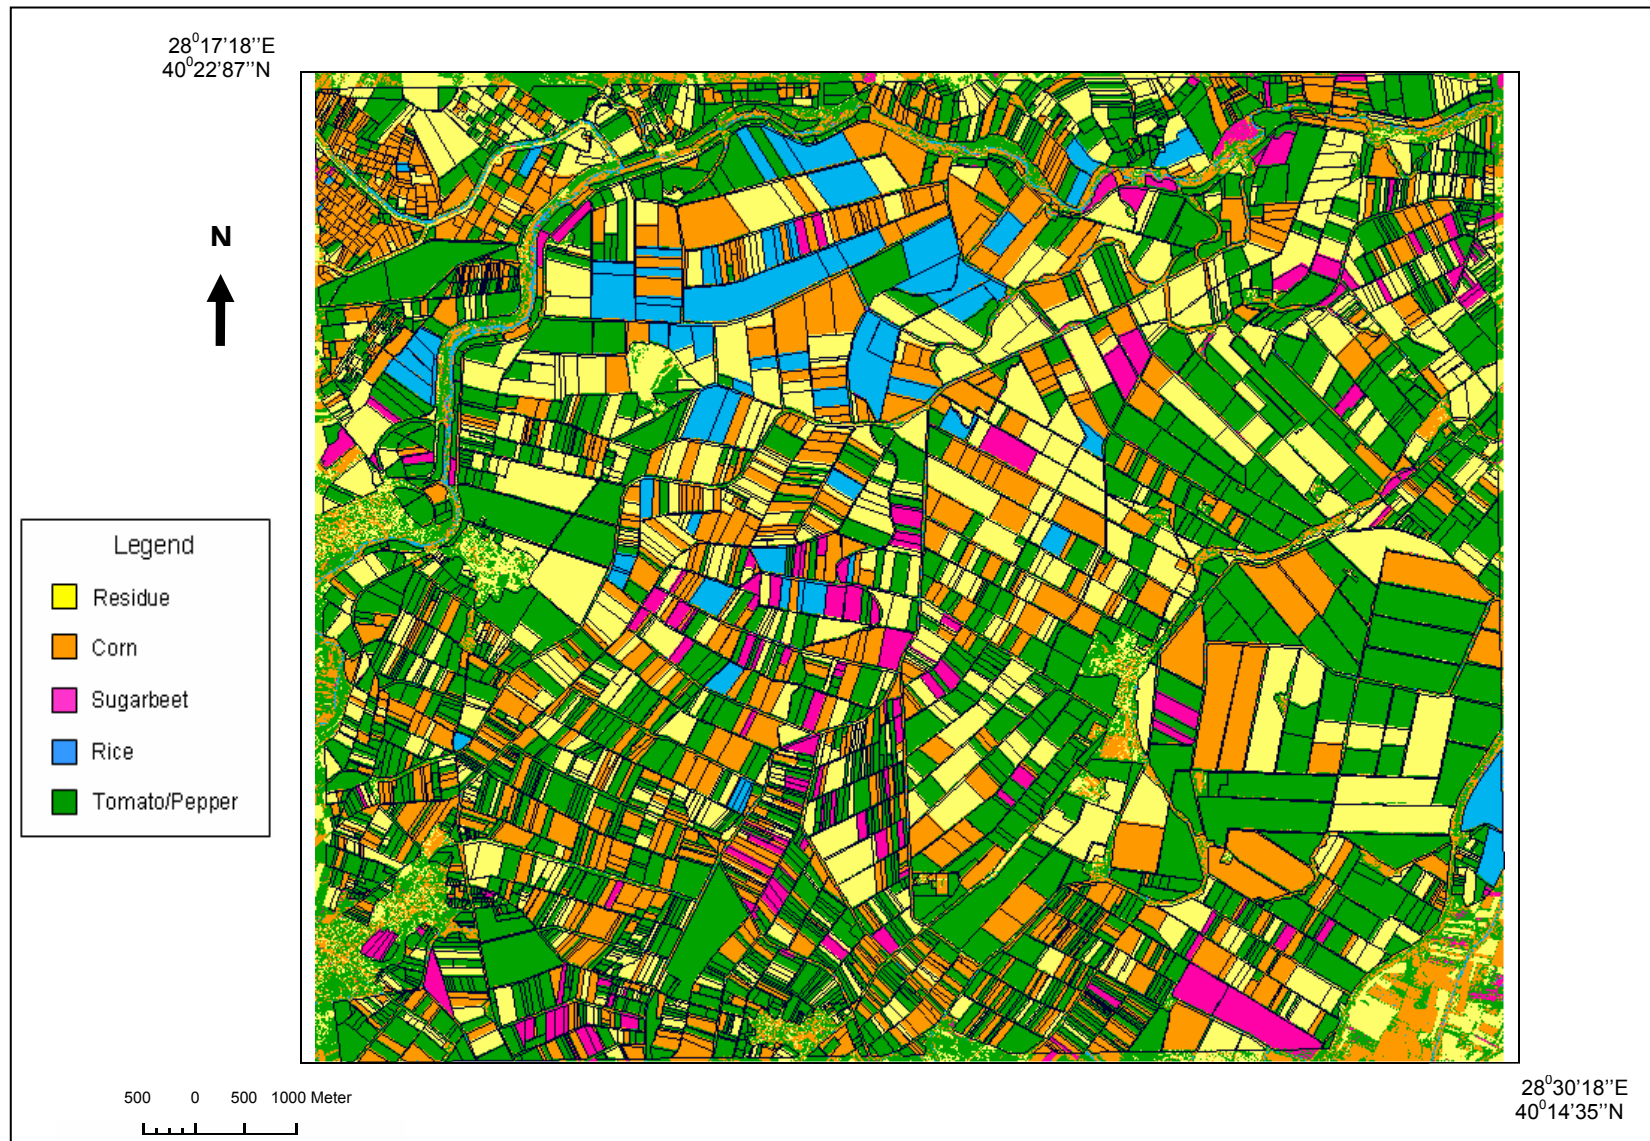 28⁰17’18’’E
40⁰22’87’’N
N
Legend
Residue
Corn
Sugarbeet
Rice
Tomato/Pepper
500 0 500 1000 Meter
28⁰30’18’’E
40⁰14’35’’N